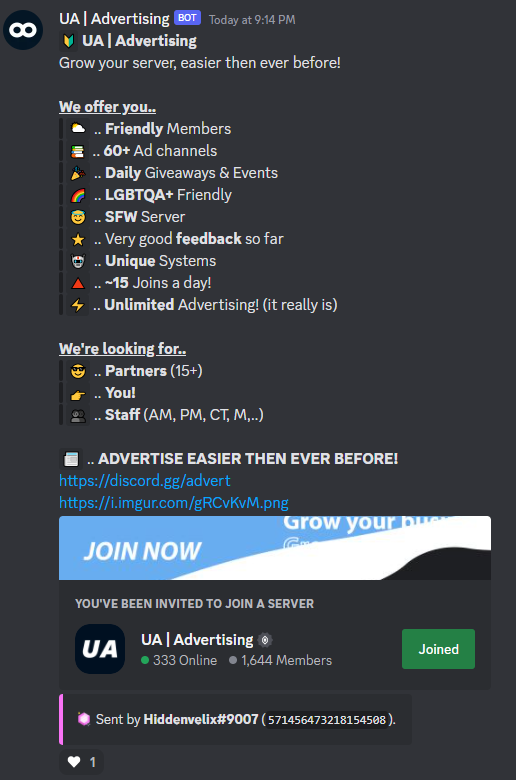 UA | Advertising BOT Today at 9:14 PM
UA | Advertising
Grow your server, easier then ever before!
We offer you..
.. Friendly Members
.. 60+ Ad channels
.. Daily Giveaways & Events
.. LGBTQA+ Friendly
.. SFW Server
.. Very good feedback so far
.. Unique Systems
.. ~15 Joins a day!
.. Unlimited Advertising! (it really is)
We're looking for..
.. Partners (15+)
.. You!
.. Staff (AM, PM, CT, M,..)
.. ADVERTISE EASIER THEN EVER BEFORE!
https://discord.gg/advert
https://i.imgur.com/gRCvKvM.png
Grow your
JOIN NOW
YOU'VE BEEN INVITED TO JOIN A SERVER
UA
UA | Advertising
333 Online 1,644 Members
Joined
Sent by Hiddenvelix#9007 (571456473218154508).
1